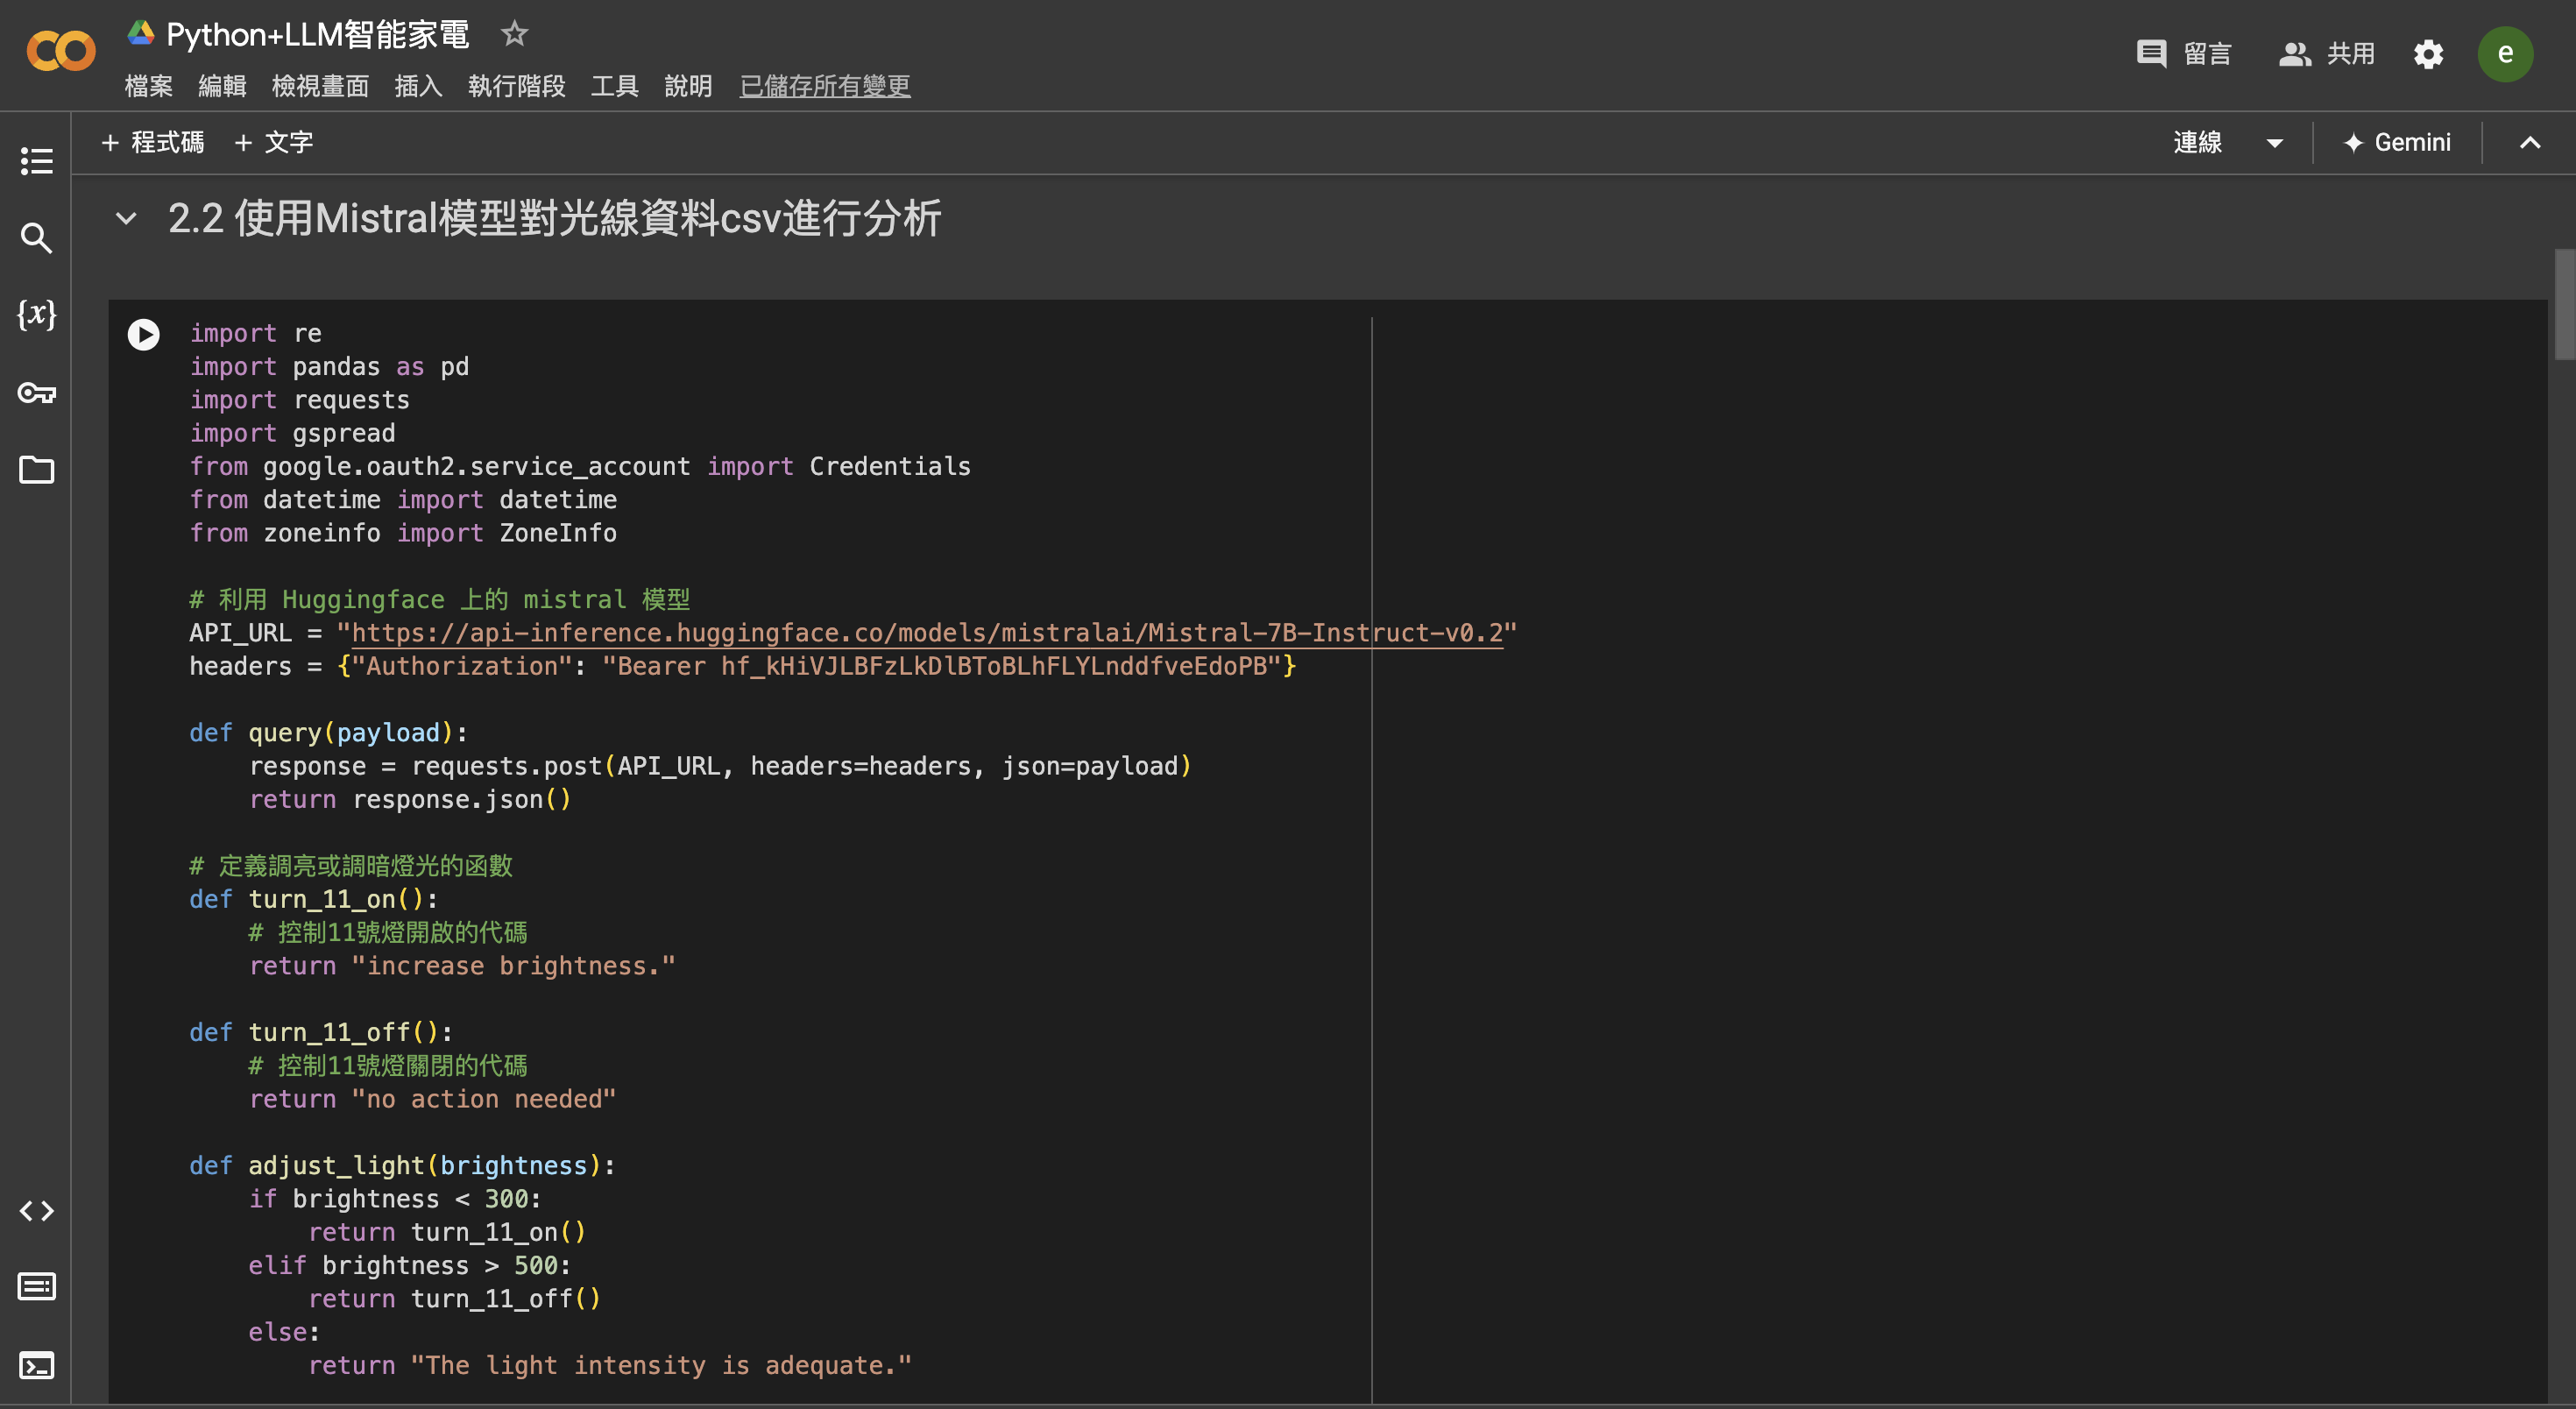 Python+LLM智能家電
留言 共用 e
檔案 編輯 檢視畫面 插入 執行階段 工具 說明 已儲存所有變更
+ 程式碼 + 文字 連線 Gemini
2.2 使用Mistral模型對光線資料csv進行分析
{x}
import re
import pandas as pd
import requests
import gspread
from google.oauth2.service_account import Credentials
from datetime import datetime
from zoneinfo import ZoneInfo
# 利用 Huggingface 上的 mistral 模型
API_URL = "https://api-inference.huggingface.co/models/mistralai/Mistral-7B-Instruct-v0.2"
headers = {"Authorization": "Bearer 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"}
def query(payload):
    response = requests.post(API_URL, headers=headers, json=payload)
    return response.json()
# 定義調亮或調暗燈光的函數
def turn_11_on():
    # 控制11號燈開啟的代碼
    return "increase brightness."
def turn_11_off():
    # 控制11號燈關閉的代碼
    return "no action needed"
def adjust_light(brightness):
    if brightness < 300:
        return turn_11_on()
    elif brightness > 500:
        return turn_11_off()
    else:
        return "The light intensity is adequate."